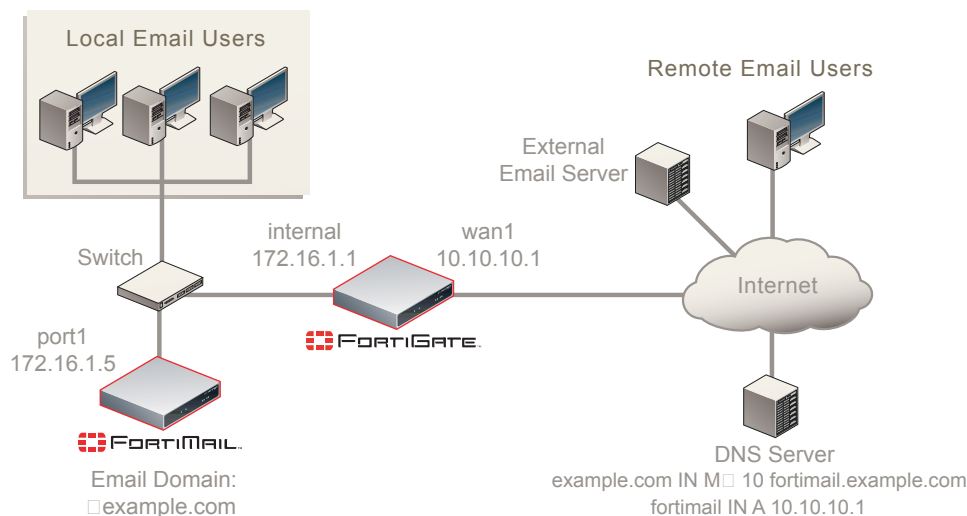 Local Email Users
Remote Email Users
External
Email Server
internal
172.16.1.1
wan1
10.10.10.1
Switch
Internet
port1
172.16.1.5
FORTIGATE
FORTIMAIL
DNS Server
example.com IN M□ 10 fortimail.example.com
fortimail IN A 10.10.10.1
Email Domain:
□example.com